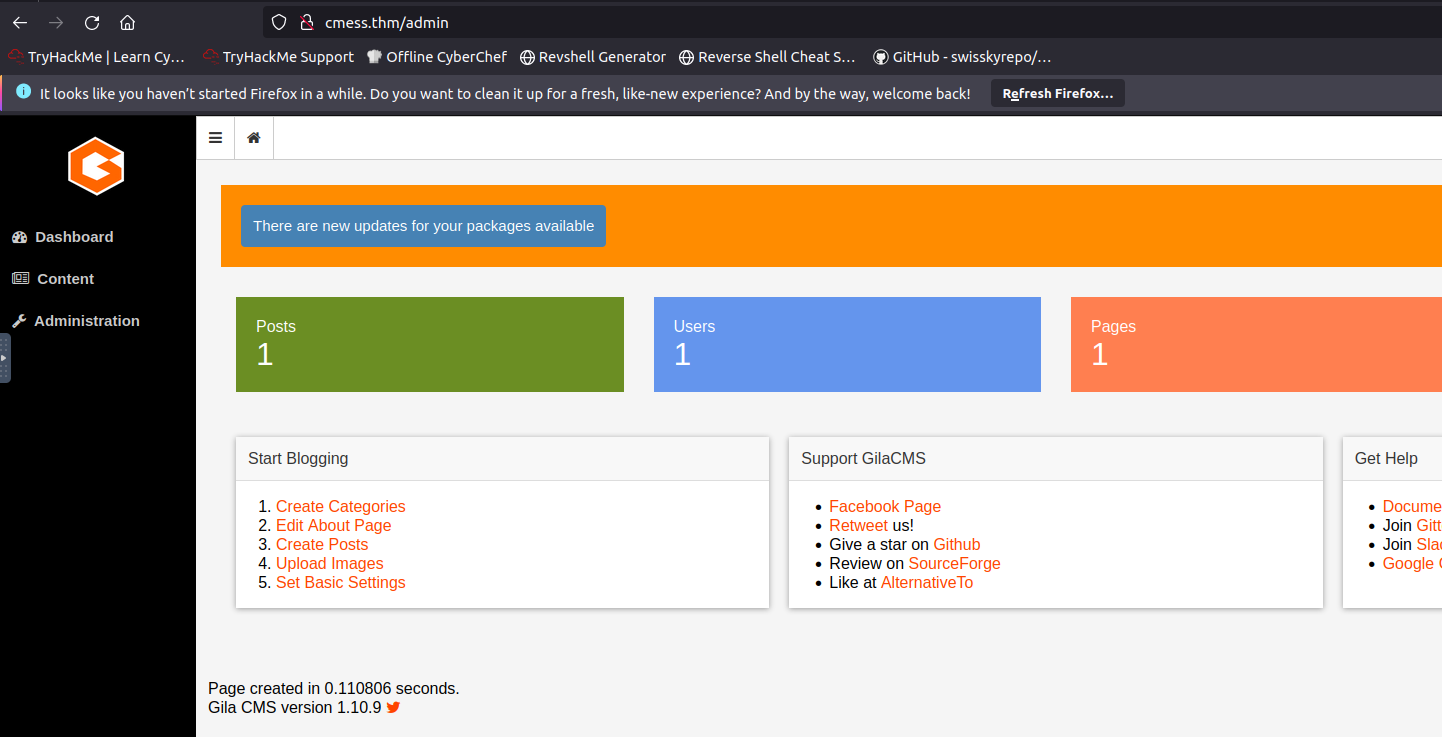 cmess.thm/admin
TryHackMe | Learn Cy… TryHackMe Support Offline CyberChef Revshell Generator Reverse Shell Cheat S… GitHub - swisskyrepo/…
It looks like you haven't started Firefox in a while. Do you want to clean it up for a fresh, like-new experience? And by the way, welcome back! Refresh Firefox…
Dashboard
Content
Administration
There are new updates for your packages available
Posts
1
Users
1
Pages
1
Start Blogging
1. Create Categories
2. Edit About Page
3. Create Posts
4. Upload Images
5. Set Basic Settings
Support GilaCMS
• Facebook Page
• Retweet us!
• Give a star on Github
• Review on SourceForge
• Like at AlternativeTo
Get Help
• Docume
• Join Gitt
• Join Sla
• Google
Page created in 0.110806 seconds.
Gila CMS version 1.10.9